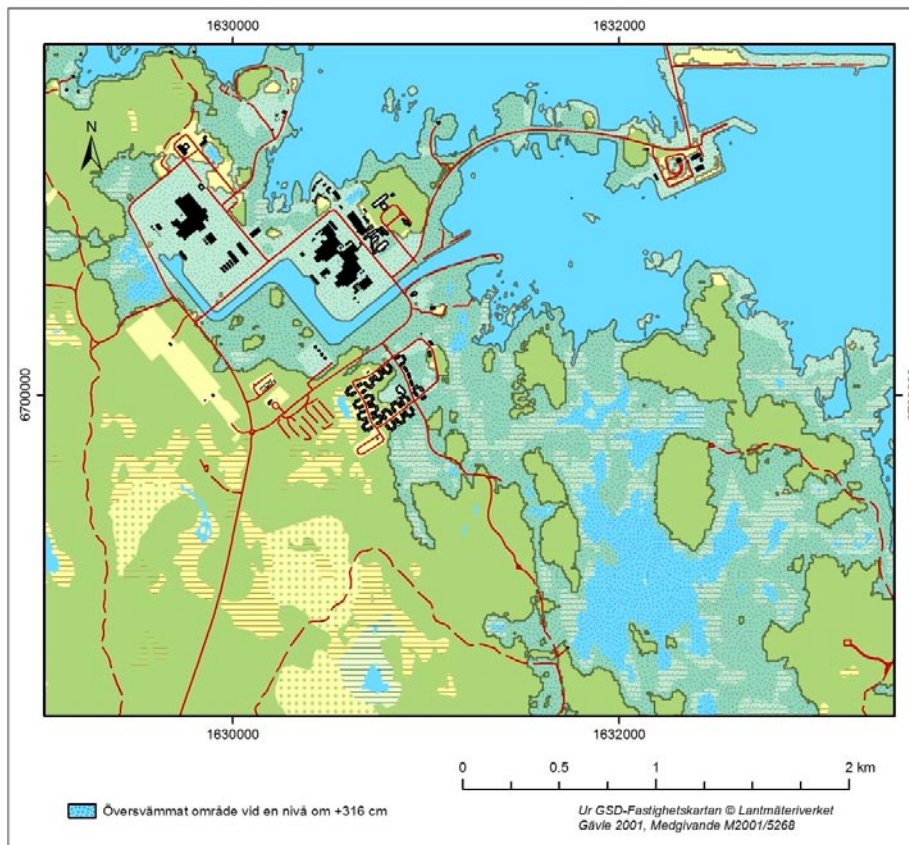 1630000
1632000
N
6700000
1630000
1632000
0
0.5
1
2 km
Översvämmat område vid en nivå om +316 cm
Ur GSD-Fastighetskartan © Lantmäteriverket
Gävle 2001, Medgivande M2001/5268